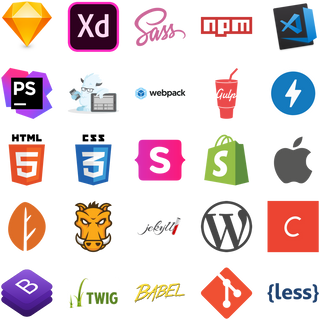 Xd
Sass
npm
PS
webpack
Gulp
HTML
5
CSS
3
S
S
jekyll
W
C
B
TWIG
BABEL
{less}